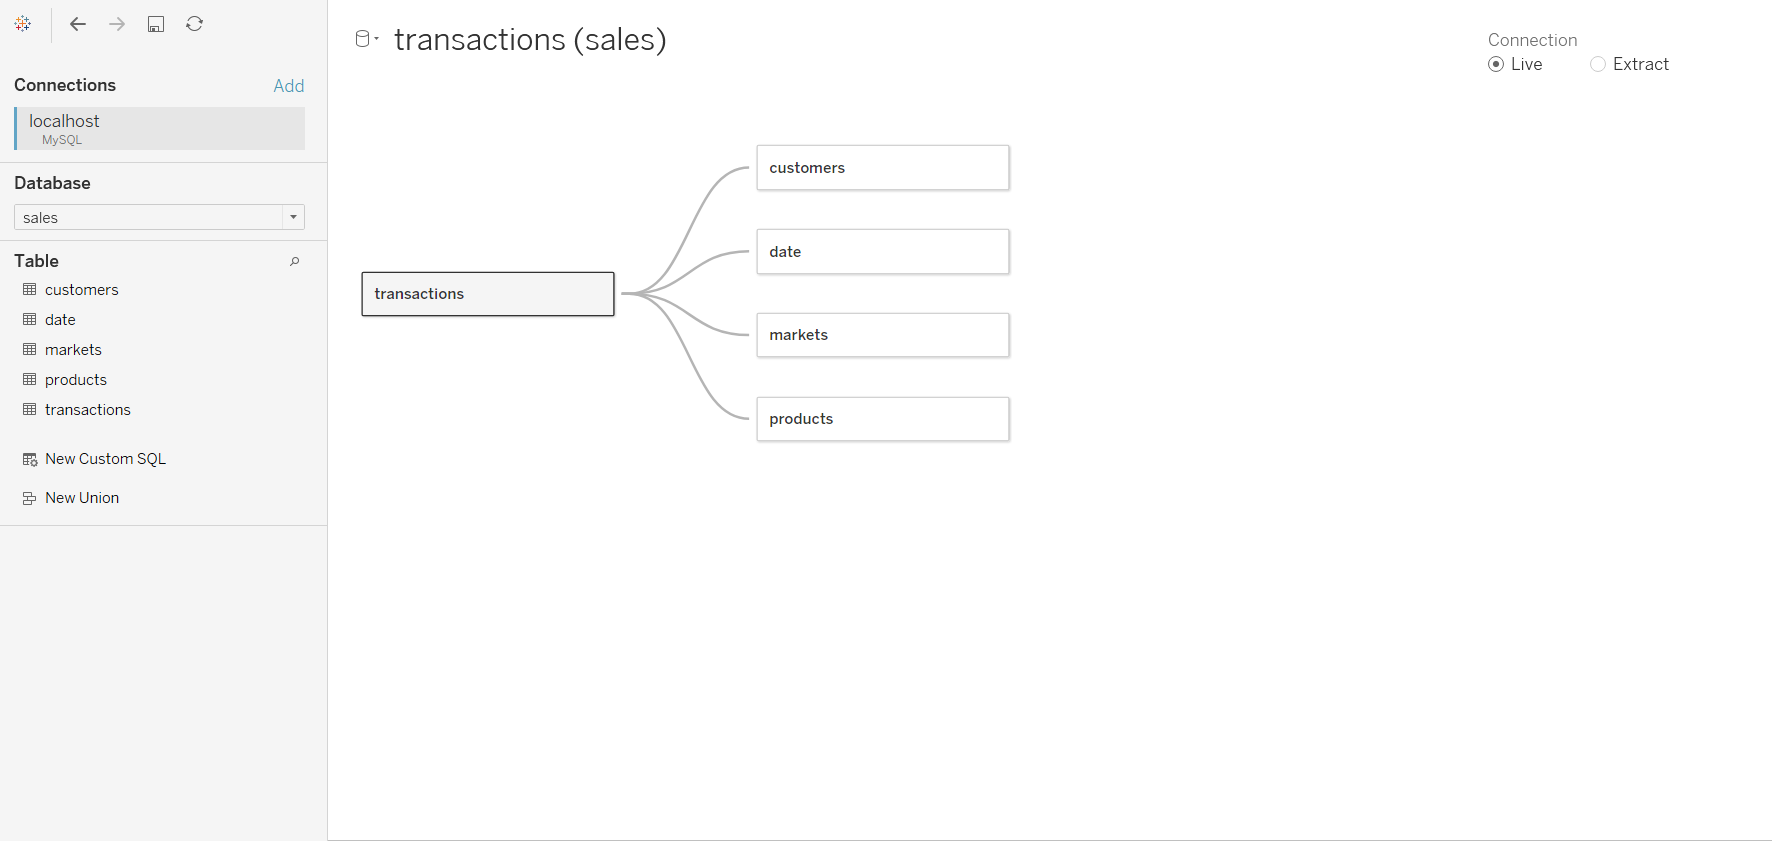 Connections
Add
localhost
MySQL
Database
sales
Table
customers
date
markets
products
transactions
New Custom SQL
New Union
transactions (sales)
Connection
Live
Extract
transactions
customers
date
markets
products